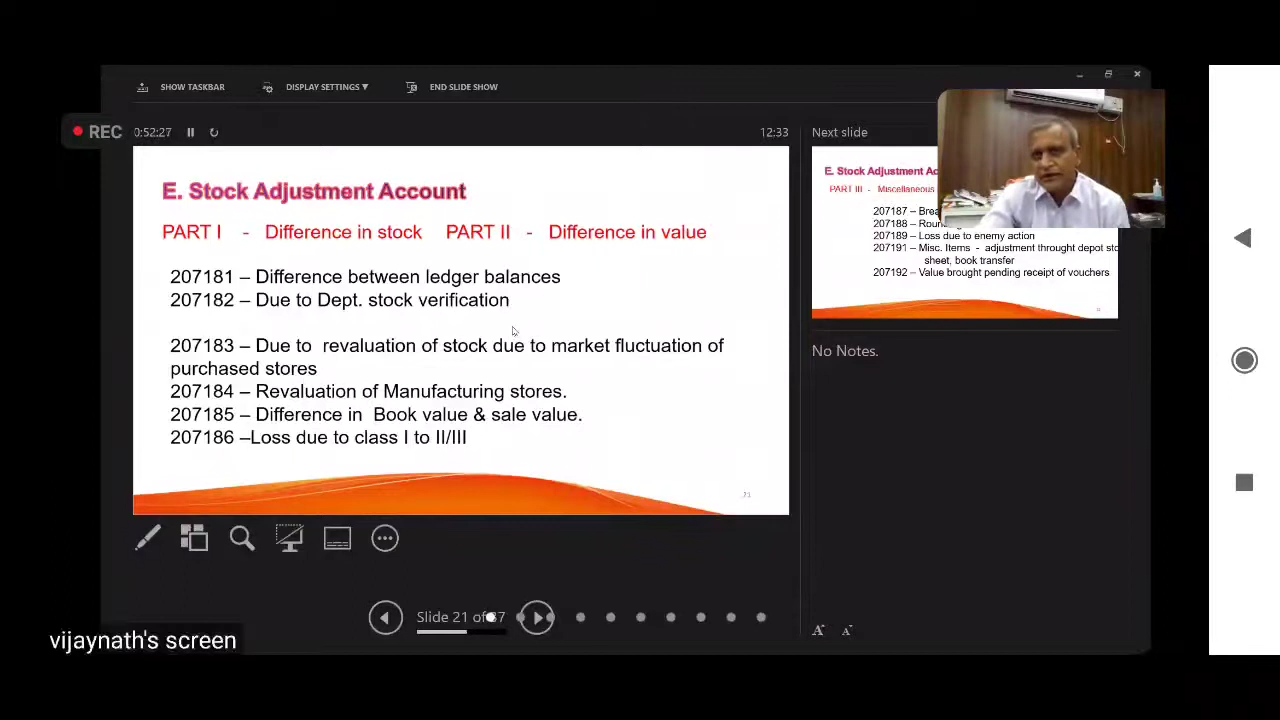 SHOW TASKBAR
DISPLAY SETTINGS ▼
END SLIDE SHOW
REC
0:52:27
12:33
Next slide
E. Stock Adjustment Account
PART I - Difference in stock PART II - Difference in value
207181 – Difference between ledger balances
207182 – Due to Dept. stock verification
207183 – Due to revaluation of stock due to market fluctuation of
purchased stores
207184 – Revaluation of Manufacturing stores.
207185 – Difference in Book value & sale value.
207186 –Loss due to class I to II/III
E. Stock Adjustment
PART III - Miscellaneous
207187 –
207188 –
207189 – Loss due to enemy action
207191 – Misc. Items - adjustment throught depot
sheet, book transfer
207192 – Value brought pending receipt of vouchers
No Notes.
Slide 21 of
A A
vijaynath's screen